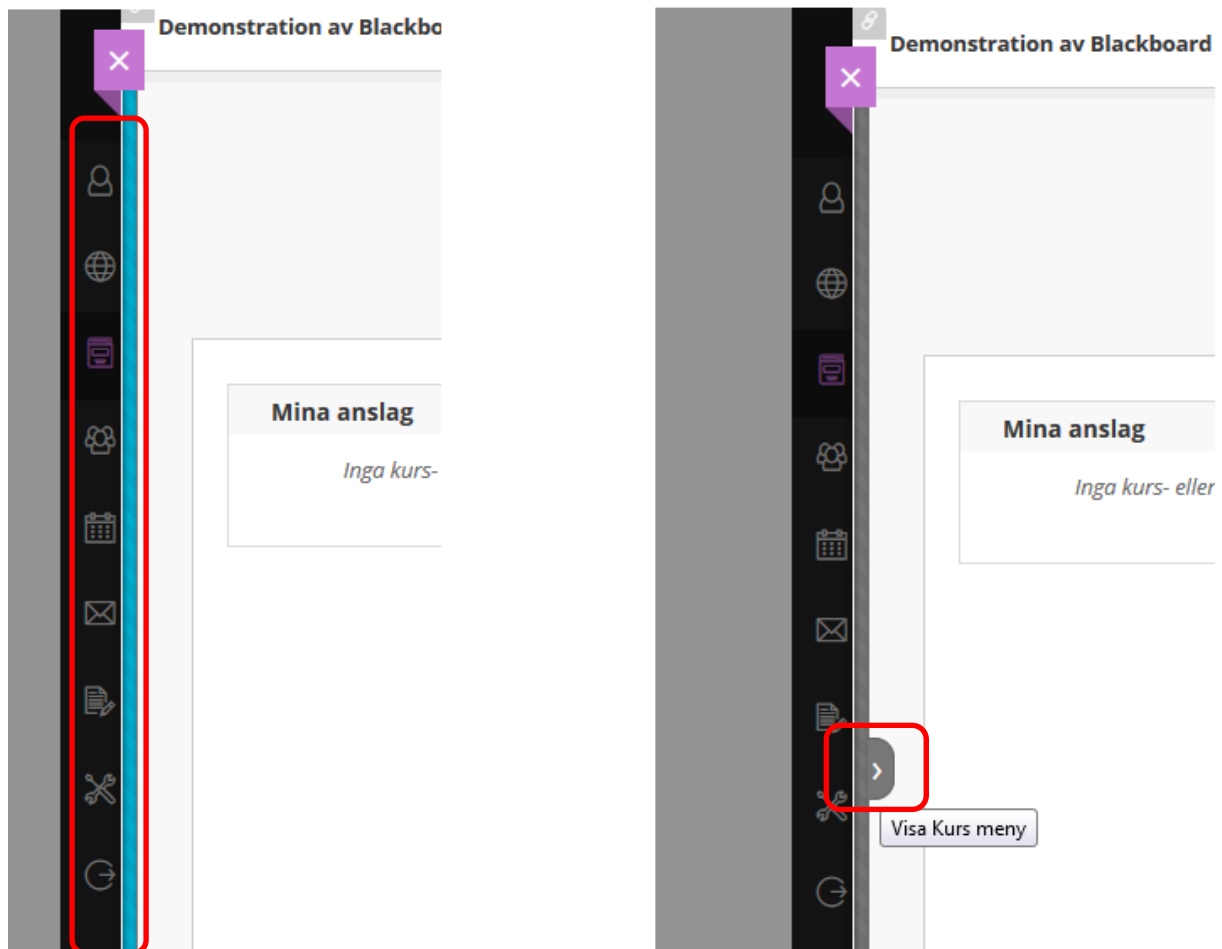 Demonstration av Blackbo
Mina anslag
Inga kurs-
Demonstration av Blackboard
Mina anslag
Inga kurs- eller
Visa Kurs meny